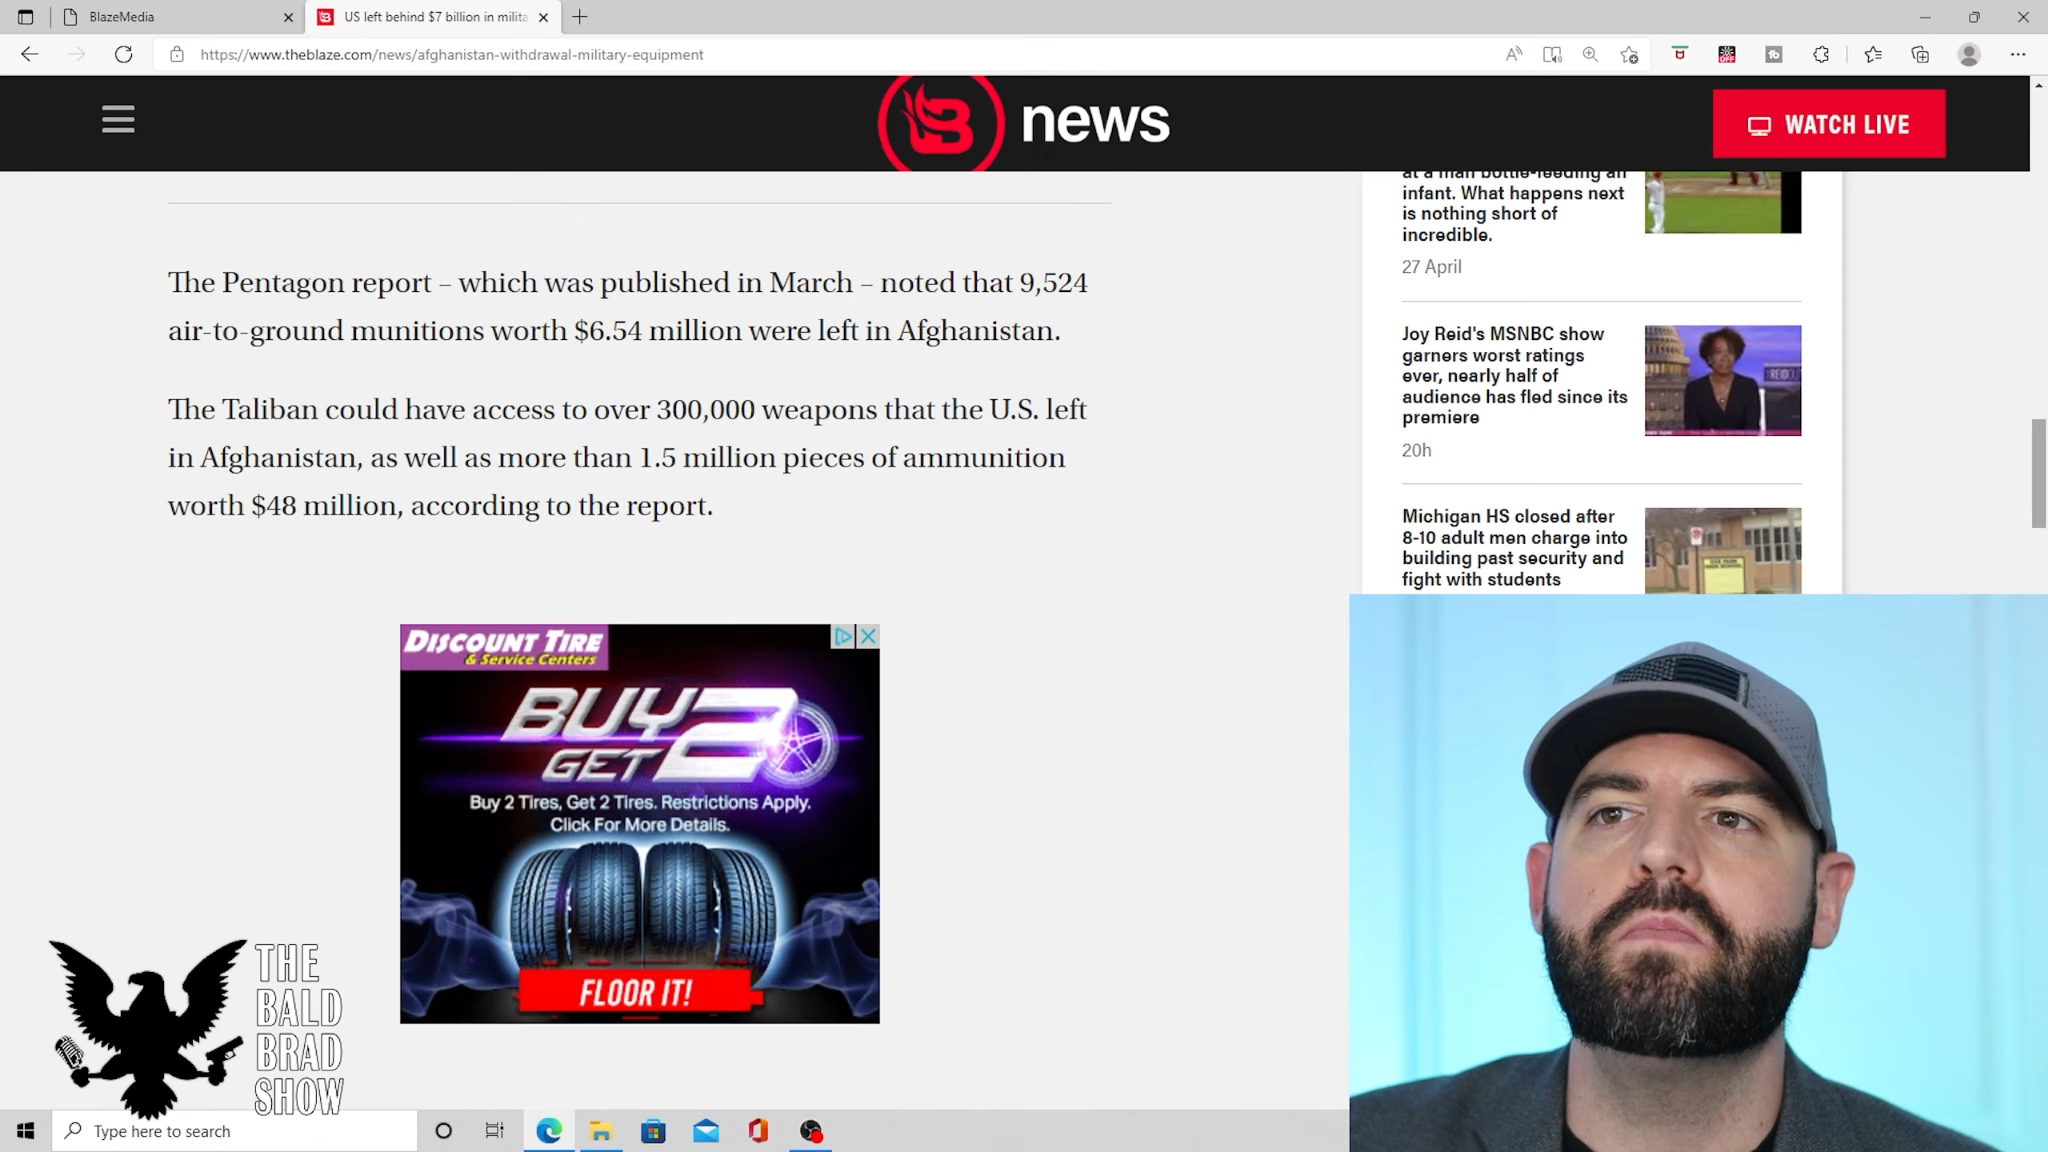 BlazeMedia
US left behind $7 billion in milita
https://www.theblaze.com/news/afghanistan-withdrawal-military-equipment
news
WATCH LIVE
The Pentagon report – which was published in March – noted that 9,524
air-to-ground munitions worth $6.54 million were left in Afghanistan.
The Taliban could have access to over 300,000 weapons that the U.S. left
in Afghanistan, as well as more than 1.5 million pieces of ammunition
worth $48 million, according to the report.
at a man bottle-feeding an
infant. What happens next
is nothing short of
incredible.
27 April
Joy Reid's MSNBC show
garners worst ratings
ever, nearly half of
audience has fled since its
premiere
20h
REIDOU
Michigan HS closed after
8-10 adult men charge into
building past security and
fight with students
DISCOUNT TIRE
& Service Centers
BUY 2
GET 2
Buy 2 Tires, Get 2 Tires. Restrictions Apply.
Click For More Details.
FLOOR IT!
THE
BALD
BRAD
SHOW
Type here to search
OFF